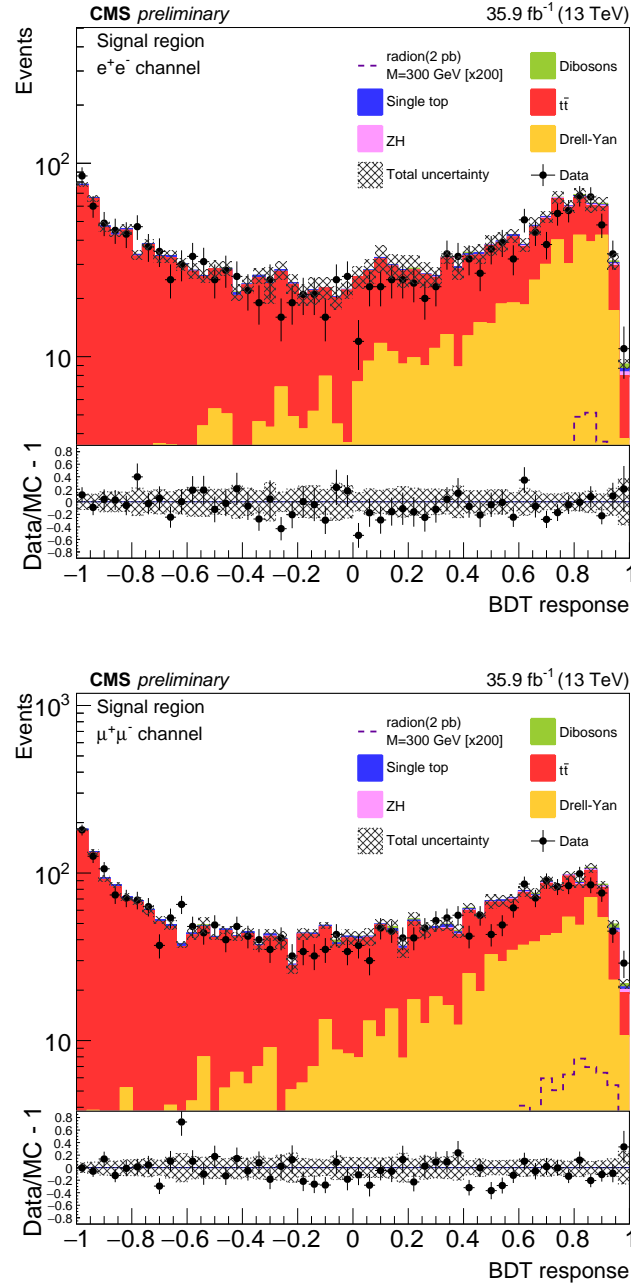 CMS preliminary 35.9 fb⁻¹ (13 TeV)
Events
Signal region
e⁺e⁻ channel
radion(2 pb)
M=300 GeV [x200]
Dibosons
Single top
tt̄
ZH
Drell-Yan
Total uncertainty
Data
10²
10
Data/MC - 1
0.8
0.6
0.4
0.2
0
−0.2
−0.4
−0.6
−0.8
−1 −0.8 −0.6 −0.4 −0.2 0 0.2 0.4 0.6 0.8 1
BDT response
CMS preliminary 35.9 fb⁻¹ (13 TeV)
Events
Signal region
μ⁺μ⁻ channel
radion(2 pb)
M=300 GeV [x200]
Dibosons
Single top
tt̄
ZH
Drell-Yan
Total uncertainty
Data
10³
10²
10
Data/MC - 1
0.8
0.6
0.4
0.2
0
−0.2
−0.4
−0.6
−0.8
−1 −0.8 −0.6 −0.4 −0.2 0 0.2 0.4 0.6 0.8 1
BDT response